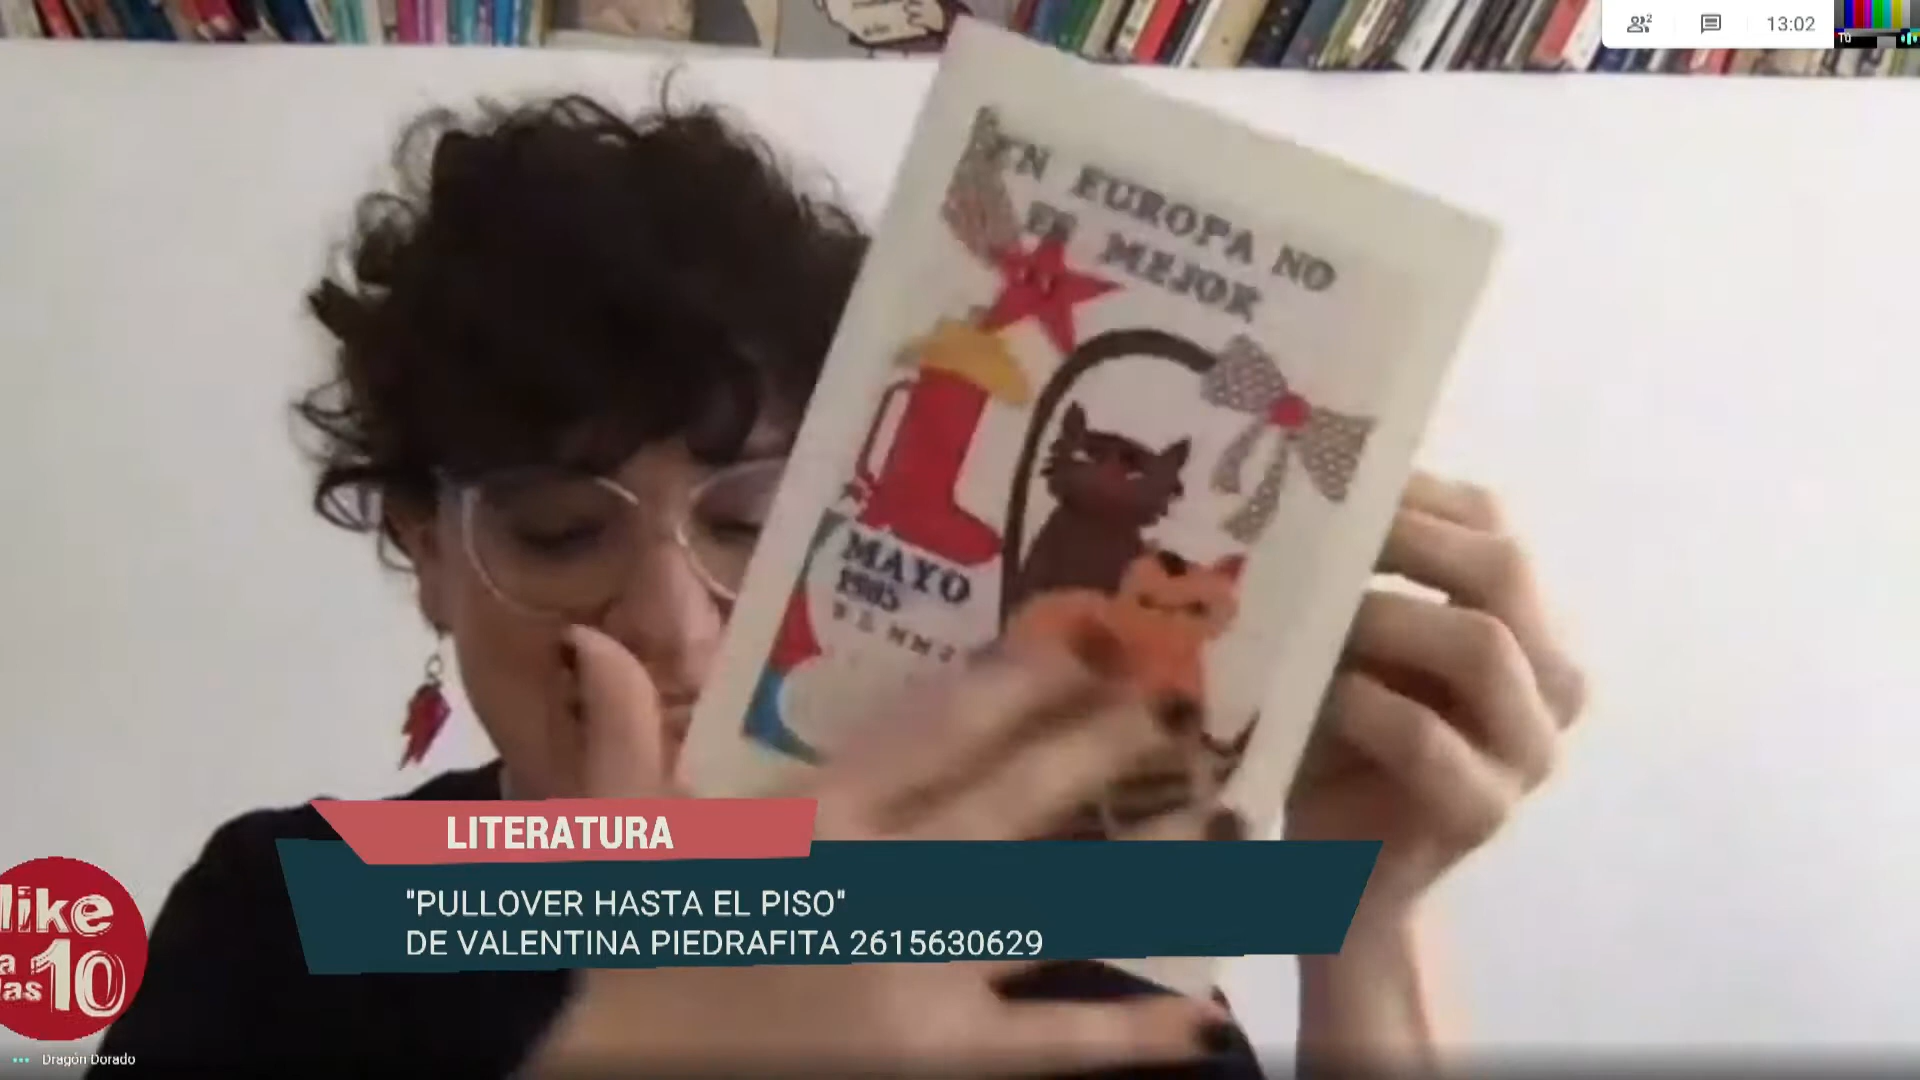 13:02
TÚ
EN EUROPA NO
ES MEJOR
MAYO
1985
LITERATURA
"PULLOVER HASTA EL PISO"
DE VALENTINA PIEDRAFITA 2615630629
like
a
las 10
Dragón Dorado